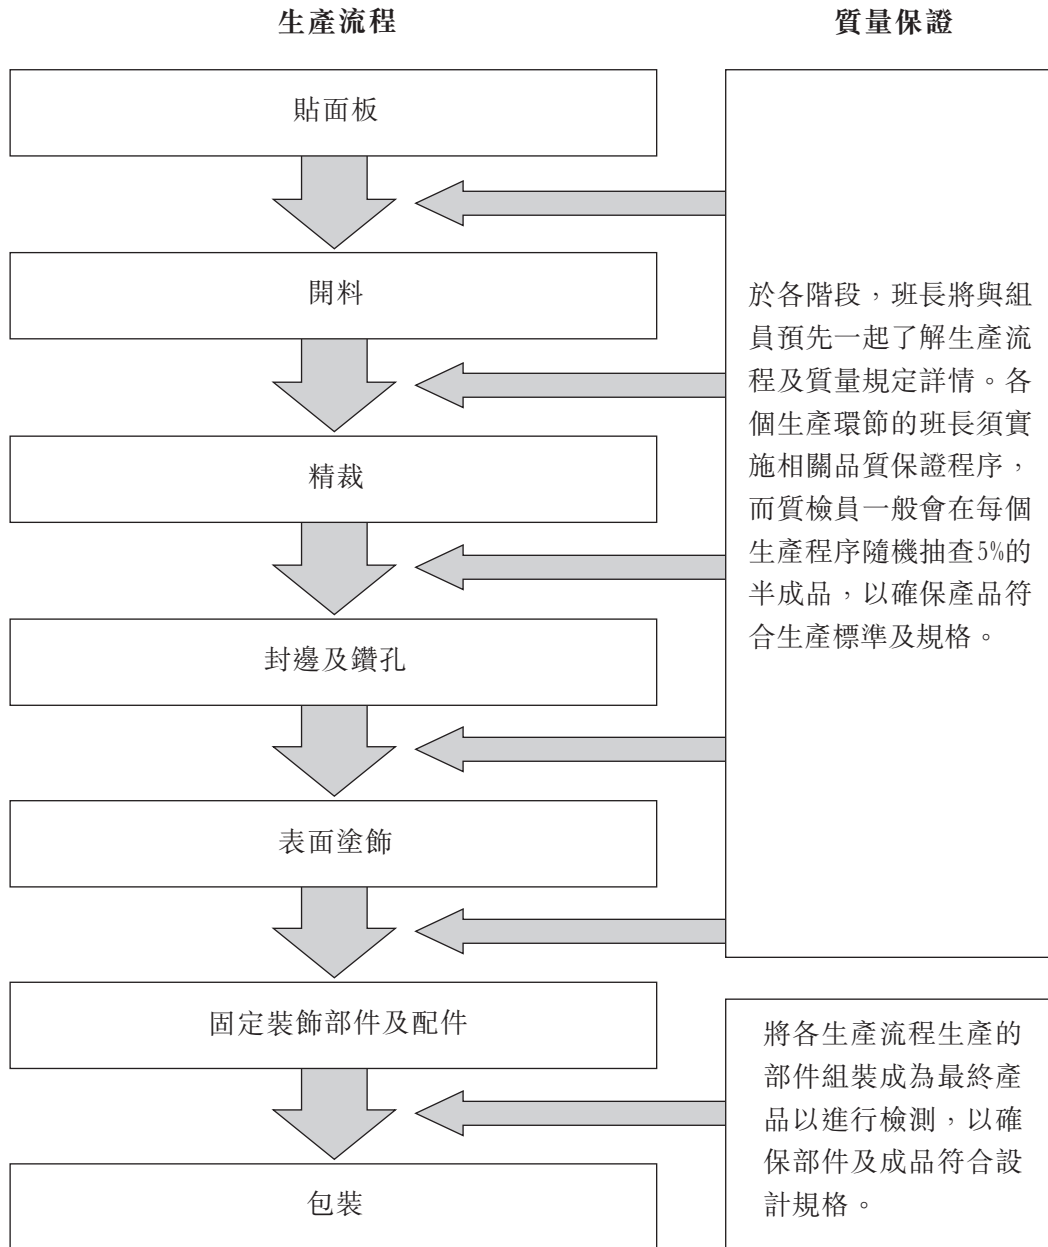 生產流程
質量保證
貼面板
開料
精裁
封邊及鑽孔
表面塗飾
固定裝飾部件及配件
包裝
於各階段，班長將與組
員預先一起了解生產流
程及質量規定詳情。各
個生產環節的班長須實
施相關品質保證程序，
而質檢員一般會在每個
生產程序隨機抽查5%的
半成品，以確保產品符
合生產標準及規格。
將各生產流程生產的
部件組裝成為最終產
品以進行檢測，以確
保部件及成品符合設
計規格。